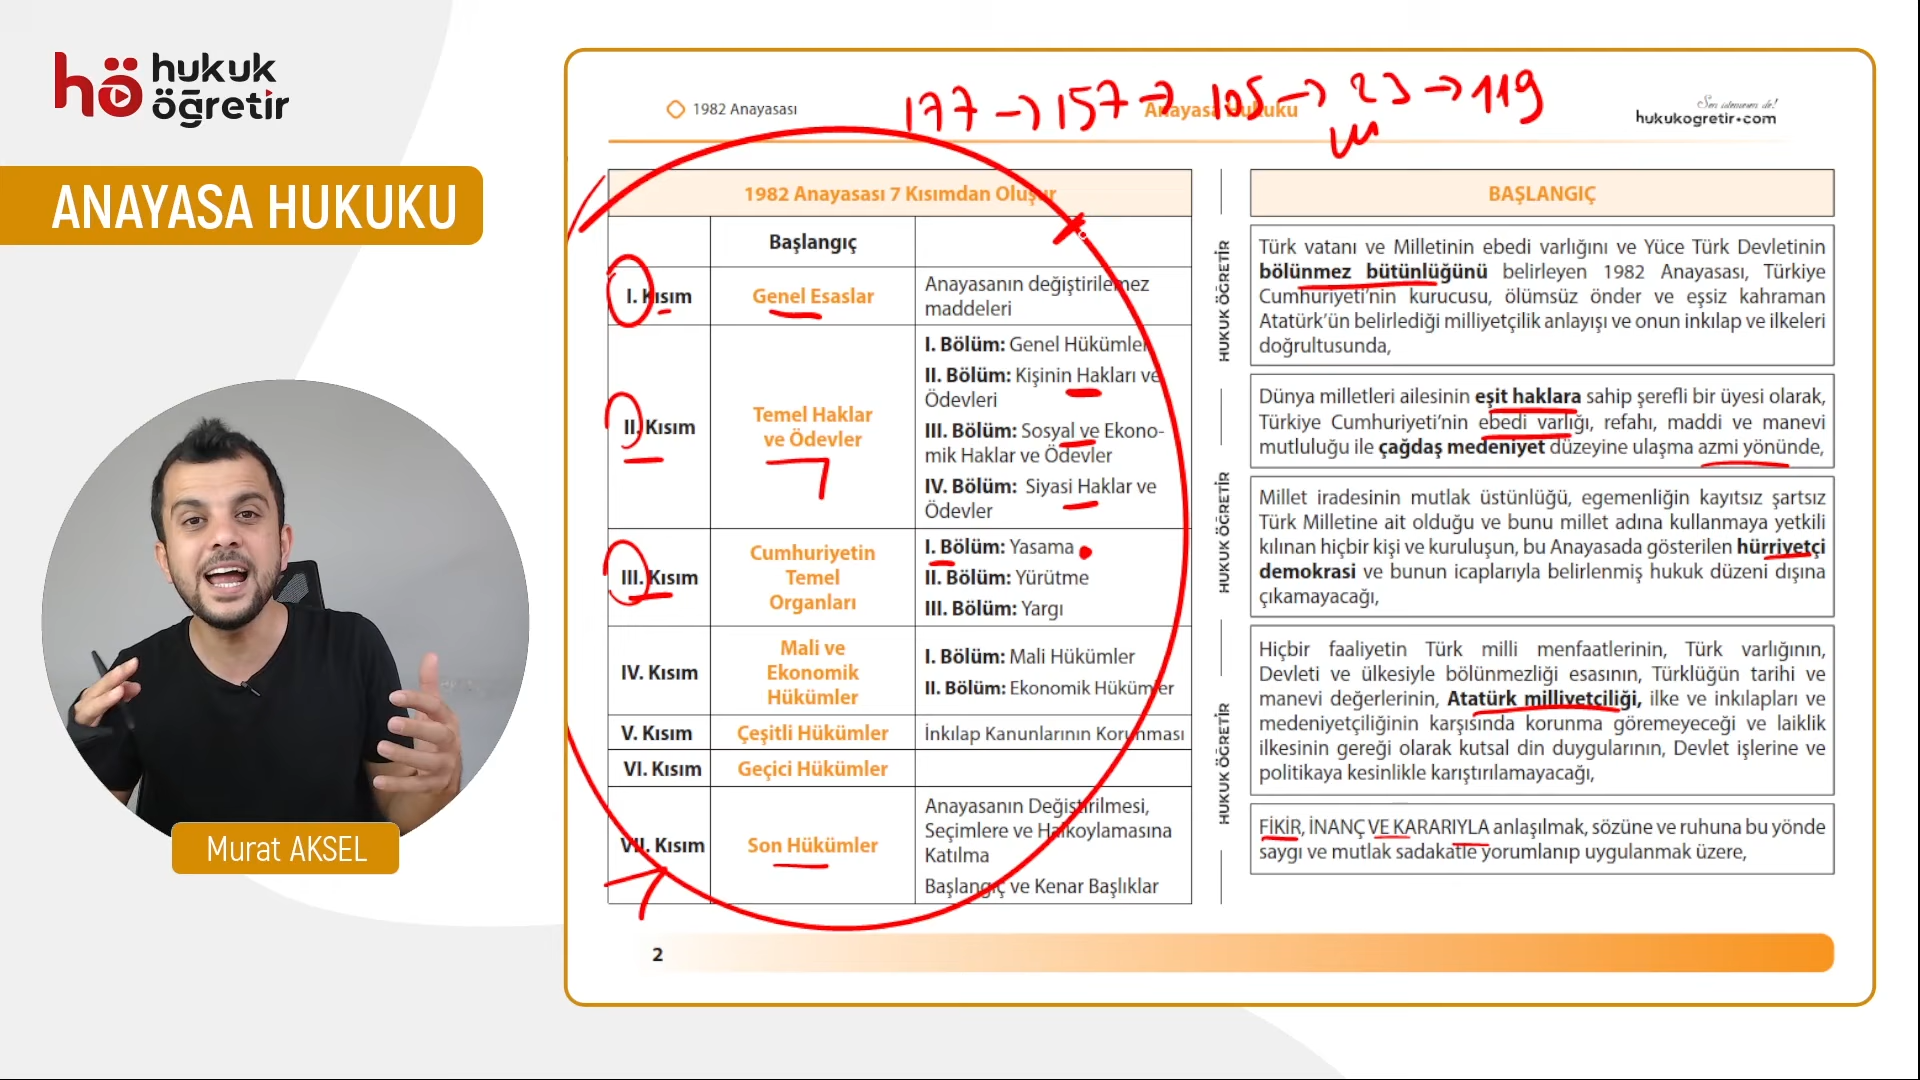 hö hukuk
öğretir
ANAYASA HUKUKU
Murat AKSEL
1982 Anayasası
Anayasa Hukuku
177 → 157 → 105 → 23 → 119
Sen istersen de!
hukukogretir•com
1982 Anayasası 7 Kısımdan Oluşur
Başlangıç
I. Kısım
Genel Esaslar
Anayasanın değiştirilemez
maddeleri
II. Kısım
Temel Haklar
ve Ödevler
I. Bölüm: Genel Hükümler
II. Bölüm: Kişinin Hakları ve
Ödevleri
III. Bölüm: Sosyal ve Ekono-
mik Haklar ve Ödevler
IV. Bölüm: Siyasi Haklar ve
Ödevler
III. Kısım
Cumhuriyetin
Temel
Organları
I. Bölüm: Yasama
II. Bölüm: Yürütme
III. Bölüm: Yargı
IV. Kısım
Mali ve
Ekonomik
Hükümler
I. Bölüm: Mali Hükümler
II. Bölüm: Ekonomik Hükümler
V. Kısım
Çeşitli Hükümler
İnkılap Kanunlarının Korunması
VI. Kısım
Geçici Hükümler
VII. Kısım
Son Hükümler
Anayasanın Değiştirilmesi,
Seçimlere ve Halkoylamasına
Katılma
Başlangıç ve Kenar Başlıklar
HUKUK ÖĞRETİR
HUKUK ÖĞRETİR
HUKUK ÖĞRETİR
BAŞLANGIÇ
Türk vatanı ve Milletinin ebedi varlığını ve Yüce Türk Devletinin
bölünmez bütünlüğünü belirleyen 1982 Anayasası, Türkiye
Cumhuriyeti’nin kurucusu, ölümsüz önder ve eşsiz kahraman
Atatürk’ün belirlediği milliyetçilik anlayışı ve onun inkılap ve ilkeleri
doğrultusunda,
Dünya milletleri ailesinin eşit haklara sahip şerefli bir üyesi olarak,
Türkiye Cumhuriyeti’nin ebedi varlığı, refahı, maddi ve manevi
mutluluğu ile çağdaş medeniyet düzeyine ulaşma azmi yönünde,
Millet iradesinin mutlak üstünlüğü, egemenliğin kayıtsız şartsız
Türk Milletine ait olduğu ve bunu millet adına kullanmaya yetkili
kılınan hiçbir kişi ve kuruluşun, bu Anayasada gösterilen hürriyetçi
demokrasi ve bunun icaplarıyla belirlenmiş hukuk düzeni dışına
çıkamayacağı,
Hiçbir faaliyetin Türk milli menfaatlerinin, Türk varlığının,
Devleti ve ülkesiyle bölünmezliği esasının, Türklüğün tarihi ve
manevi değerlerinin, Atatürk milliyetçiliği, ilke ve inkılapları ve
medeniyetçiliğinin karşısında korunma göremeyeceği ve laiklik
ilkesinin gereği olarak kutsal din duygularının, Devlet işlerine ve
politikaya kesinlikle karıştırılamayacağı,
FİKİR, İNANÇ VE KARARIYLA anlaşılmak, sözüne ve ruhuna bu yönde
saygı ve mutlak sadakatle yorumlanıp uygulanmak üzere,
2